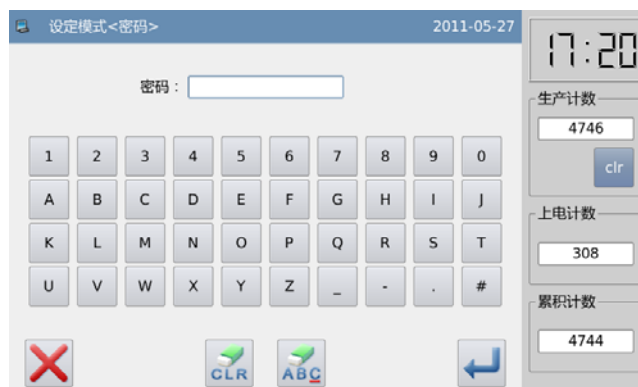 设定模式<密码>
2011-05-27
17:20
密码：
生产计数
4746
clr
1 2 3 4 5 6 7 8 9 0
A B C D E F G H I J
K L M N O P Q R S T
U V W X Y Z _ - . #
上电计数
308
累积计数
4744
CLR
ABC